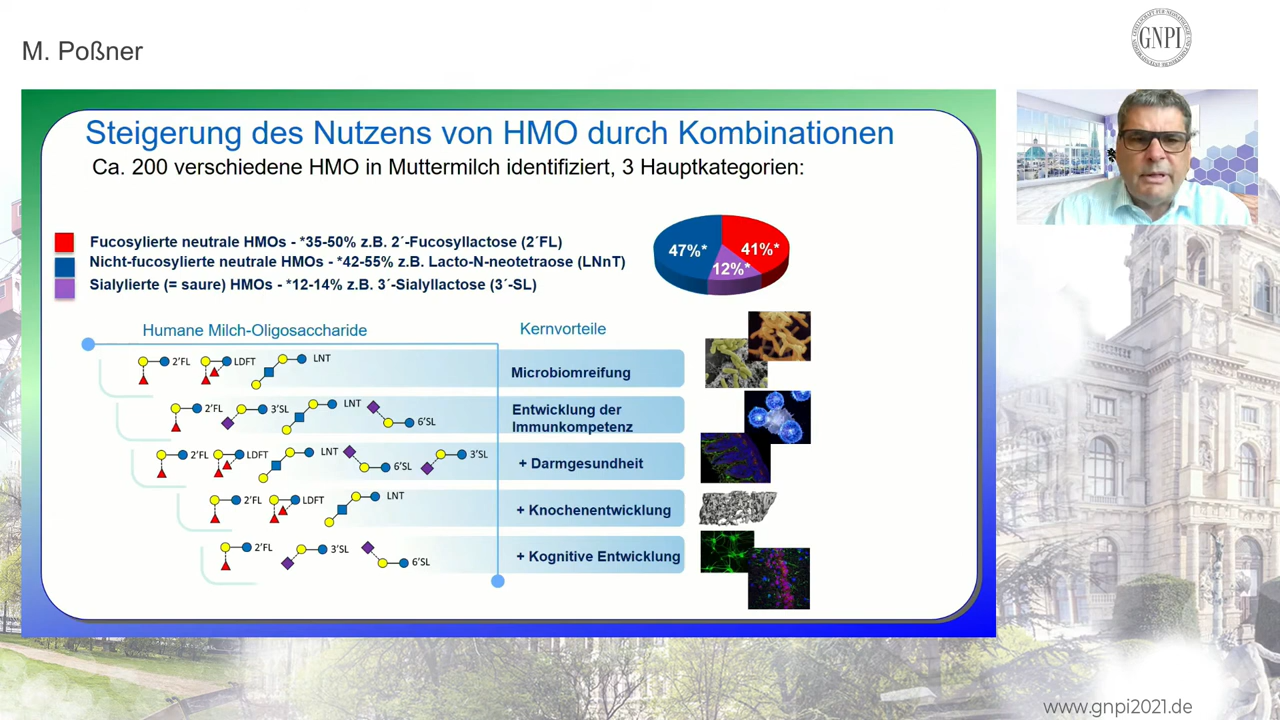 M. Poßner
GNPI
Steigerung des Nutzens von HMO durch Kombinationen
Ca. 200 verschiedene HMO in Muttermilch identifiziert, 3 Hauptkategorien:
Fucosylierte neutrale HMOs - *35-50% z.B. 2´-Fucosyllactose (2´FL)
Nicht-fucosylierte neutrale HMOs - *42-55% z.B. Lacto-N-neotetraose (LNnT)
Sialylierte (= saure) HMOs - *12-14% z.B. 3´-Sialyllactose (3´-SL)
47%* 41%*
12%*
Humane Milch-Oligosaccharide Kernvorteile
2’FL LDFT LNT Microbiomreifung
2’FL 3’SL LNT 6’SL Entwicklung der
Immunkompetenz
2’FL LDFT LNT 6’SL 3’SL + Darmgesundheit
2’FL LDFT LNT + Knochenentwicklung
2’FL 3’SL 6’SL + Kognitive Entwicklung
www.gnpi2021.de